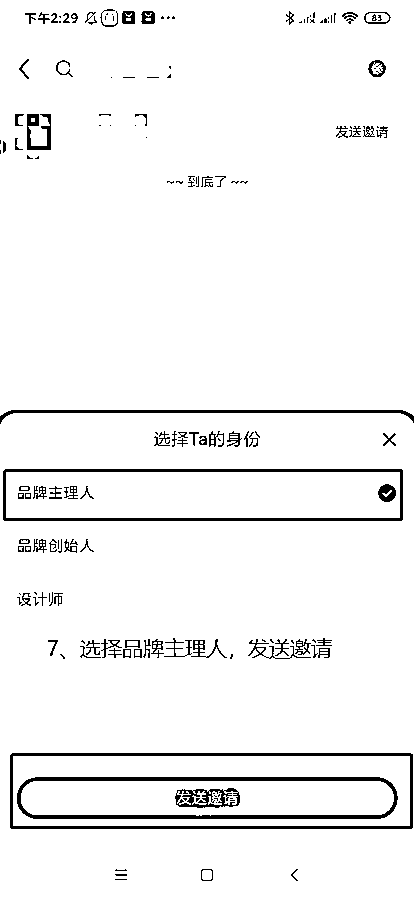 下午2:29
83
发送邀请
~~ 到底了 ~~
选择Ta的身份
品牌主理人
品牌创始人
设计师
7、选择品牌主理人，发送邀请
发送邀请